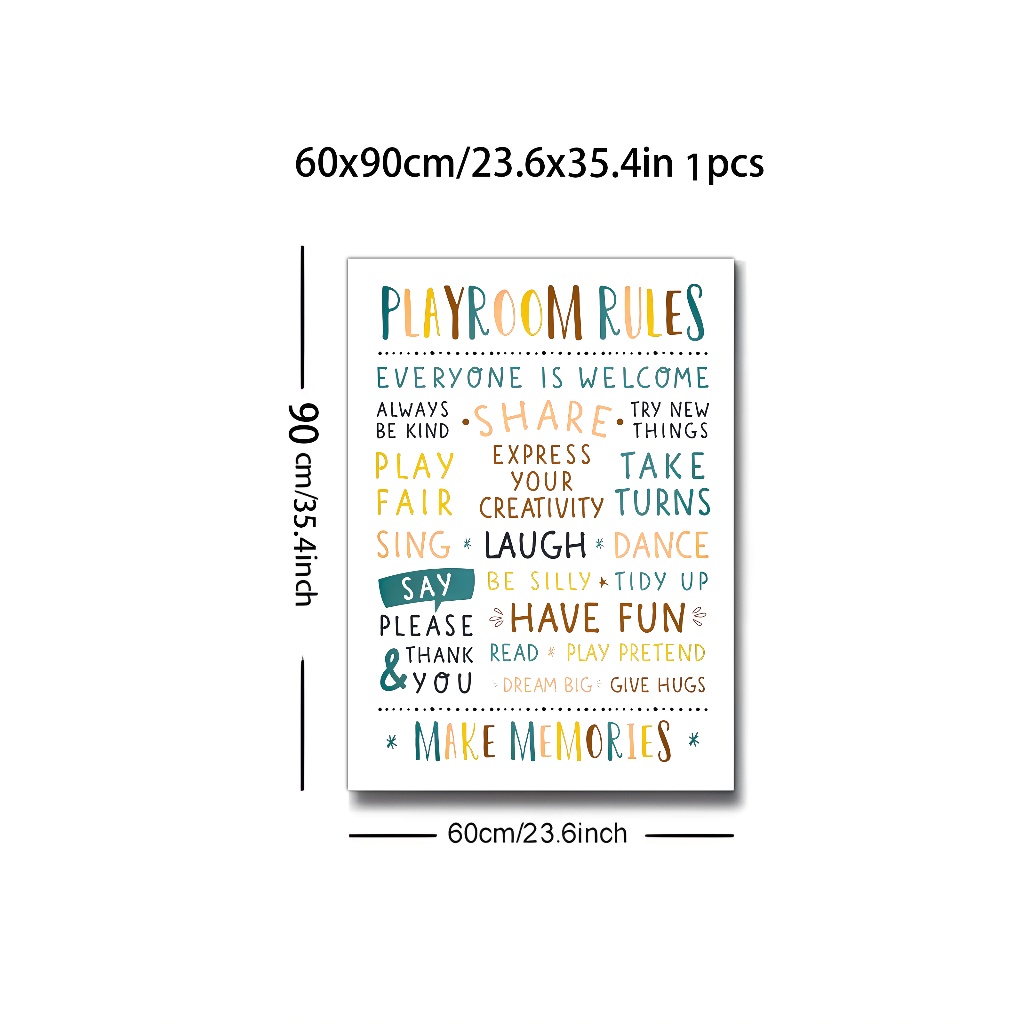 60x90cm/23.6x35.4in 1pcs
PLAYROOM RULES
EVERYONE IS WELCOME
ALWAYS
BE KIND
• SHARE •
TRY NEW
THINGS
PLAY
FAIR
EXPRESS
YOUR
CREATIVITY
TAKE
TURNS
SING * LAUGH * DANCE
SAY
PLEASE
& THANK
YOU
BE SILLY ★ TIDY UP
HAVE FUN
READ * PLAY PRETEND
DREAM BIG GIVE HUGS
* MAKE MEMORIES *
90 cm/35.4inch
60cm/23.6inch